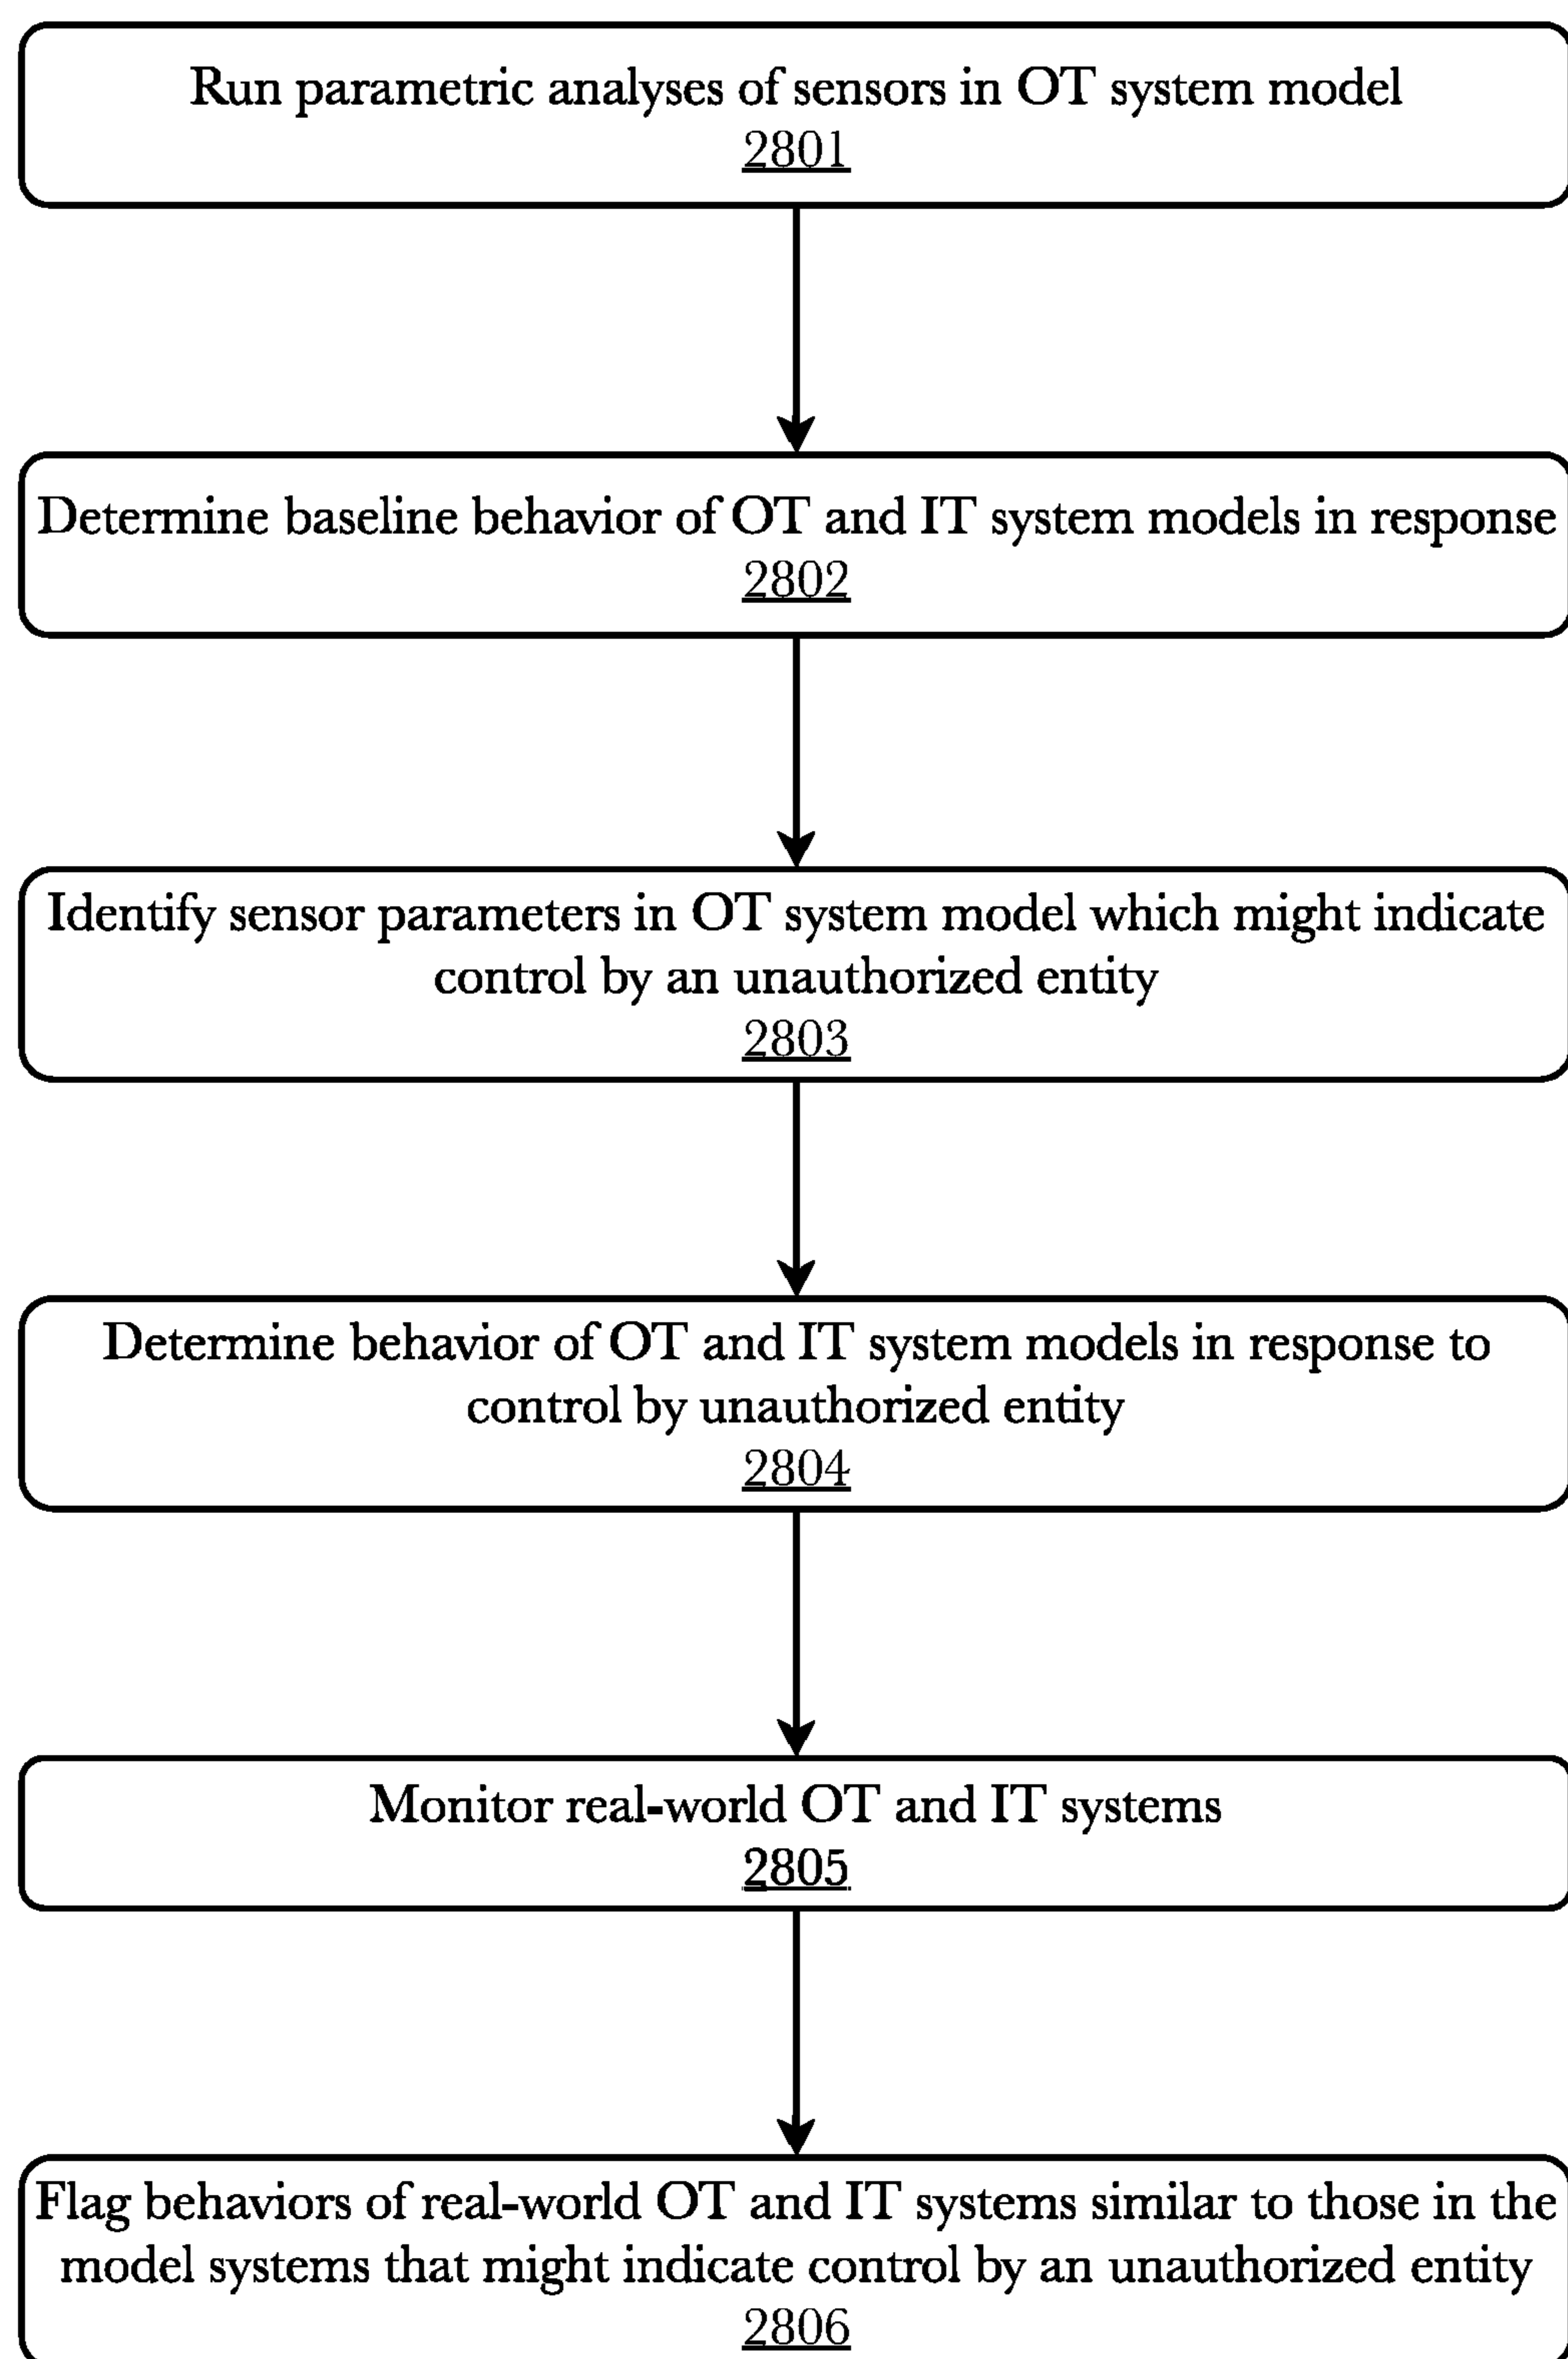 Run parametric analyses of sensors in OT system model
2801
Determine baseline behavior of OT and IT system models in response
2802
Identify sensor parameters in OT system model which might indicate
control by an unauthorized entity
2803
Determine behavior of OT and IT system models in response to
control by unauthorized entity
2804
Monitor real-world OT and IT systems
2805
Flag behaviors of real-world OT and IT systems similar to those in the
model systems that might indicate control by an unauthorized entity
2806